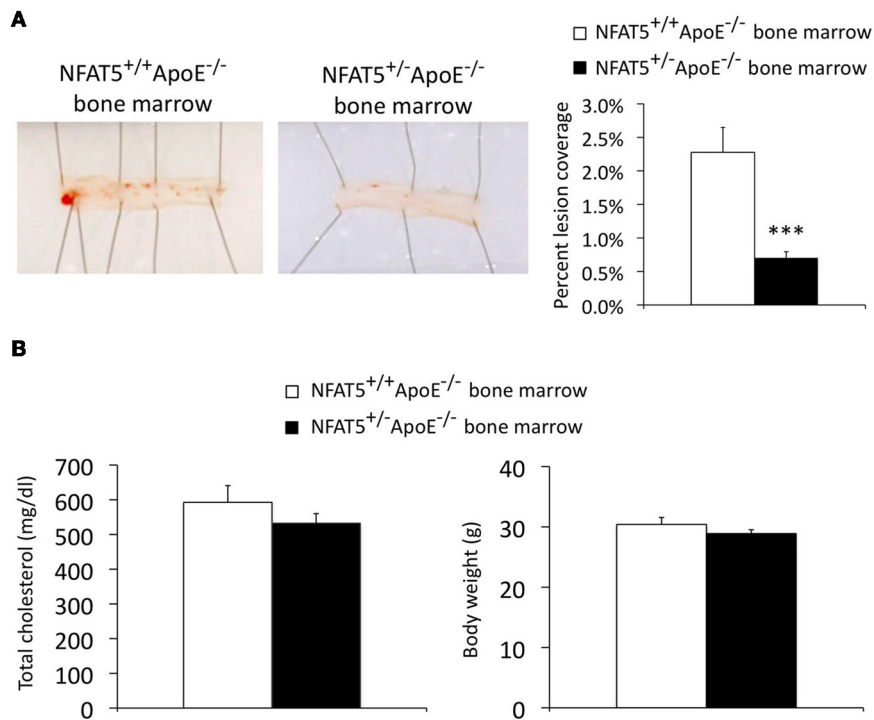 A
NFAT5+/+ApoE-/-
bone marrow
NFAT5+/-ApoE-/-
bone marrow
NFAT5+/+ApoE-/- bone marrow
NFAT5+/-ApoE-/- bone marrow
Percent lesion coverage
3.0%
2.5%
2.0%
1.5%
1.0%
0.5%
0.0%
***
B
NFAT5+/+ApoE-/- bone marrow
NFAT5+/-ApoE-/- bone marrow
Total cholesterol (mg/dl)
700
600
500
400
300
200
100
0
Body weight (g)
40
30
20
10
0